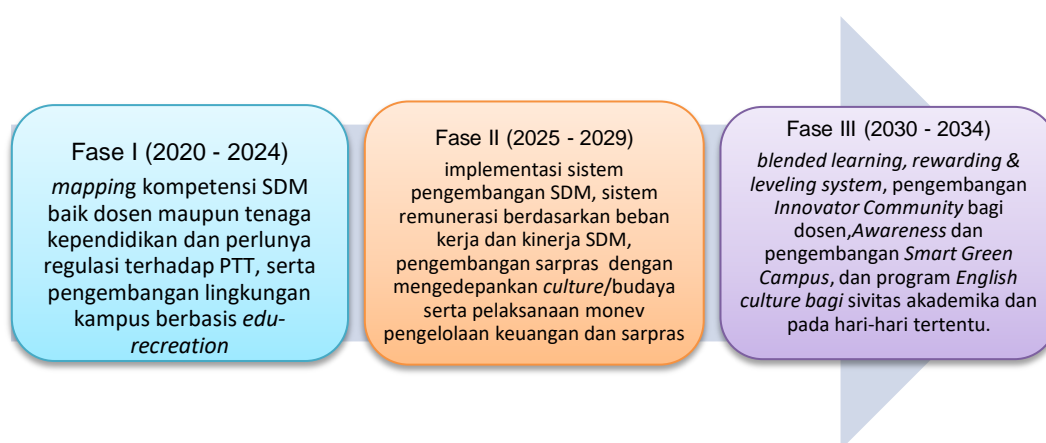 Fase I (2020 - 2024)
mapping kompetensi SDM
baik dosen maupun tenaga
kependidikan dan perlunya
regulasi terhadap PTT, serta
pengembangan lingkungan
kampus berbasis edu-
recreation
Fase II (2025 - 2029)
implementasi sistem
pengembangan SDM, sistem
remunerasi berdasarkan beban
kerja dan kinerja SDM,
pengembangan sarpras dengan
mengedepankan culture/budaya
serta pelaksanaan monev
pengelolaan keuangan dan sarpras
Fase III (2030 - 2034)
blended learning, rewarding &
leveling system, pengembangan
Innovator Community bagi
dosen,Awareness dan
pengembangan Smart Green
Campus, dan program English
culture bagi sivitas akademika dan
pada hari-hari tertentu.